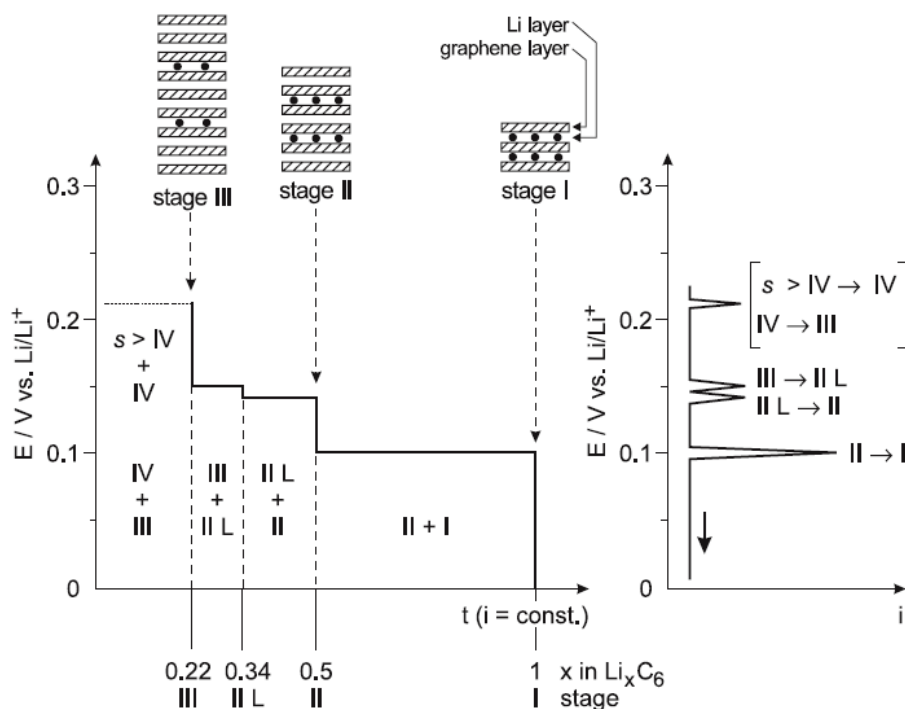 Li layer
graphene layer
stage III
stage II
stage I
E / V vs. Li/Li+
0.3
0.2
0.1
0
s > IV
+
IV
IV
+
III
III
+
II L
II L
+
II
II + I
t (i = const.)
0.22
0.34
0.5
1
x in LixC6
III
II L
II
I
stage
E / V vs. Li/Li+
0.3
0.2
0.1
0
s > IV → IV
IV → III
III → II L
II L → II
II → I
i